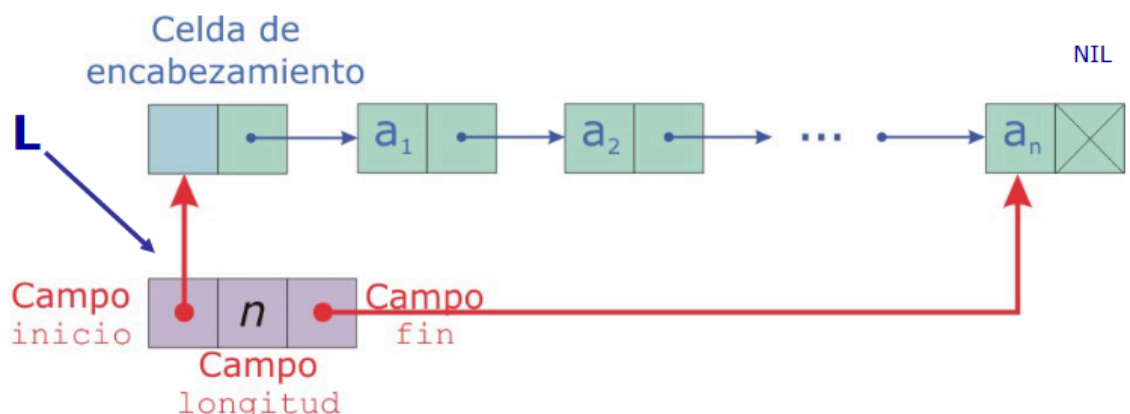 Celda de
encabezamiento
NIL
L
a1
a2
...
an
Campo
inicio
n
Campo
fin
Campo
longitud